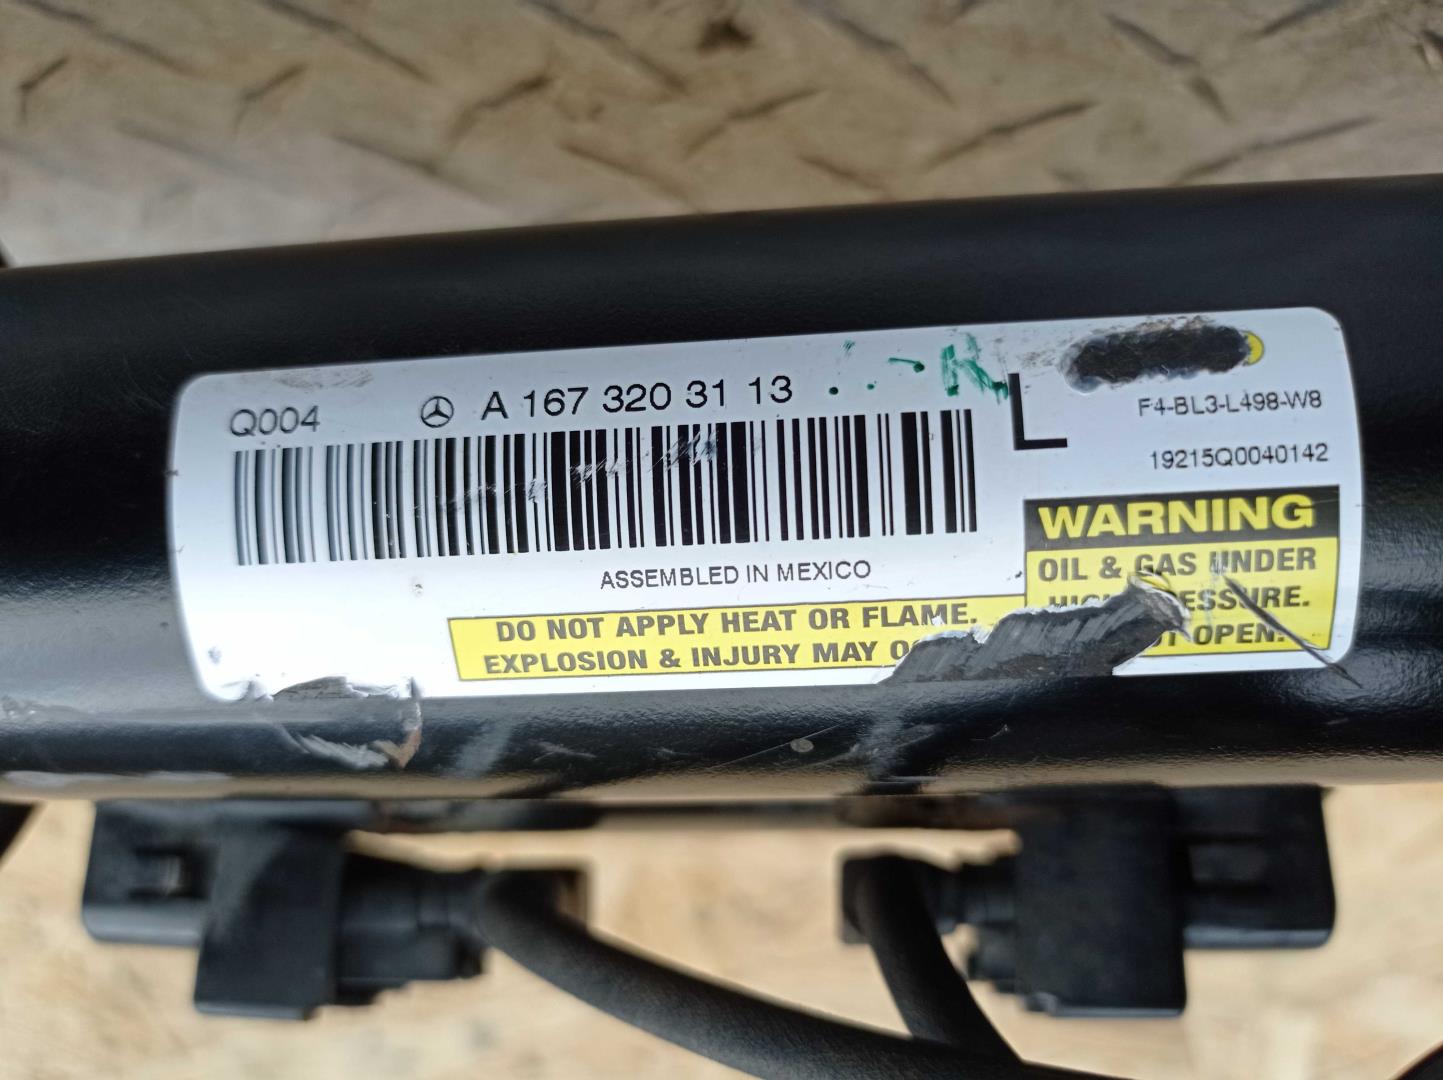 Q004 A 167 320 31 13 L
F4-BL3-L498-W8
19215Q0040142
ASSEMBLED IN MEXICO
WARNING
OIL & GAS UNDER
PRESSURE.
OPEN.
DO NOT APPLY HEAT OR FLAME.
EXPLOSION & INJURY MAY